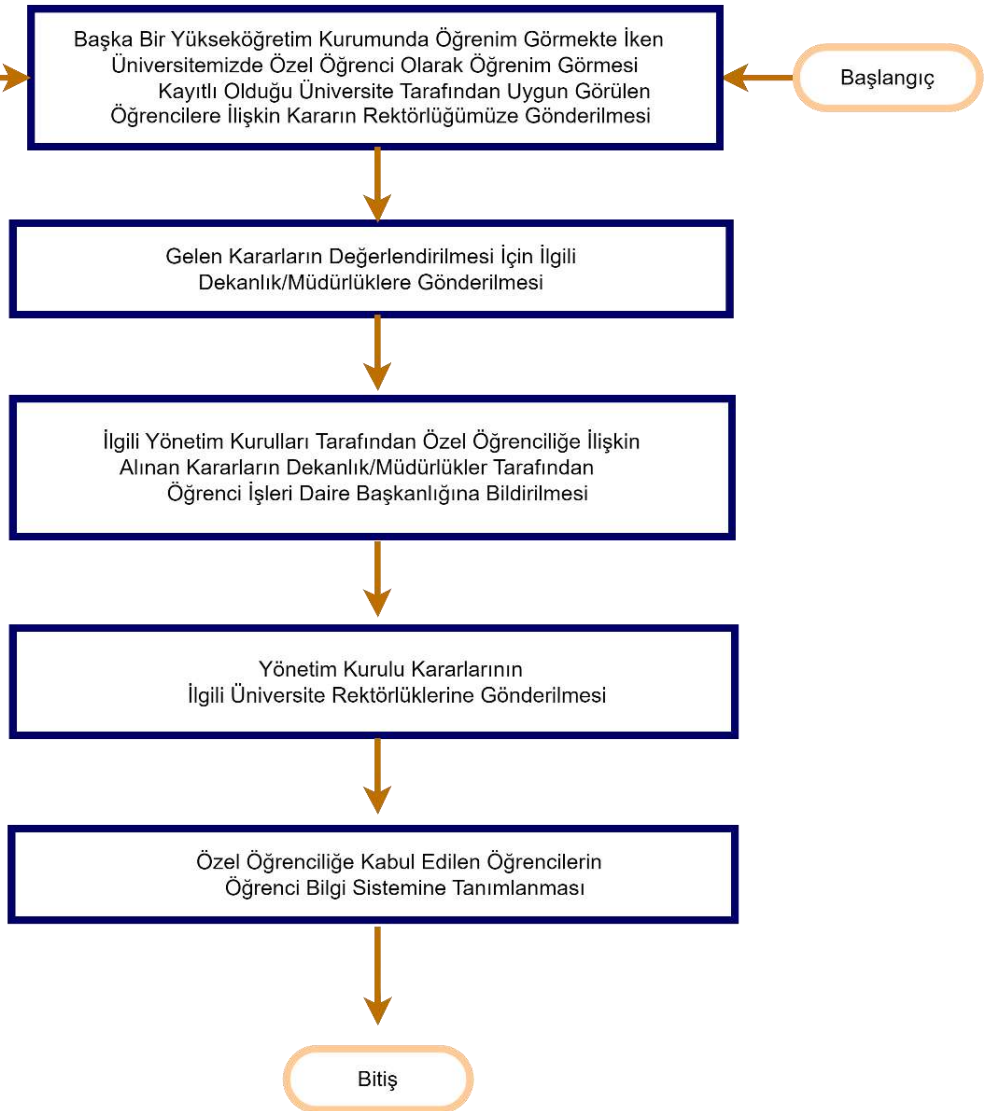 Başka Bir Yükseköğretim Kurumunda Öğrenim Görmekte İken
Üniversitemizde Özel Öğrenci Olarak Öğrenim Görmesi
Kayıtlı Olduğu Üniversite Tarafından Uygun Görülen
Öğrencilere İlişkin Kararın Rektörlüğümüze Gönderilmesi
Başlangıç
Gelen Kararların Değerlendirilmesi İçin İlgili
Dekanlık/Müdürlüklere Gönderilmesi
İlgili Yönetim Kurulları Tarafından Özel Öğrenciliğe İlişkin
Alınan Kararların Dekanlık/Müdürlükler Tarafından
Öğrenci İşleri Daire Başkanlığına Bildirilmesi
Yönetim Kurulu Kararlarının
İlgili Üniversite Rektörlüklerine Gönderilmesi
Özel Öğrenciliğe Kabul Edilen Öğrencilerin
Öğrenci Bilgi Sistemine Tanımlanması
Bitiş